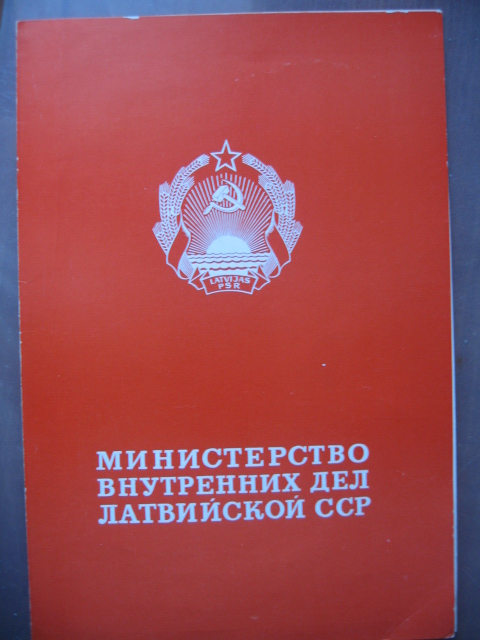 LATVIJAS
PSR
МИНИСТЕРСТВО
ВНУТРЕННИХ ДЕЛ
ЛАТВИЙСКОЙ ССР